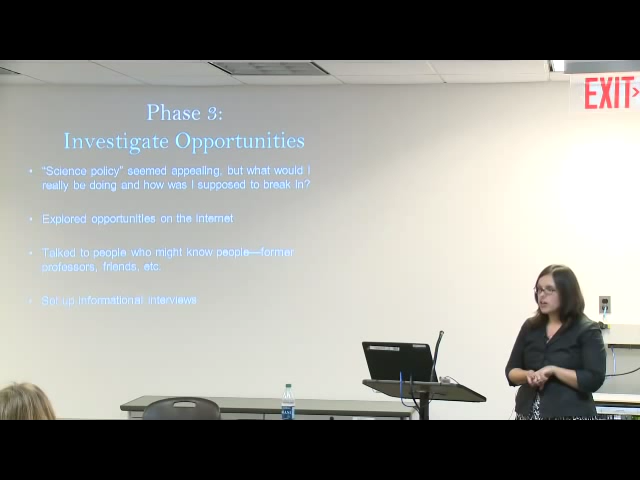 EXIT
Phase 3:
Investigate Opportunities
• "Science policy" seemed appealing, but what would I
really be doing and how was I supposed to break in?
• Explored opportunities on the internet
• Talked to people who might know people—former
professors, friends, etc.
• Set up informational interviews